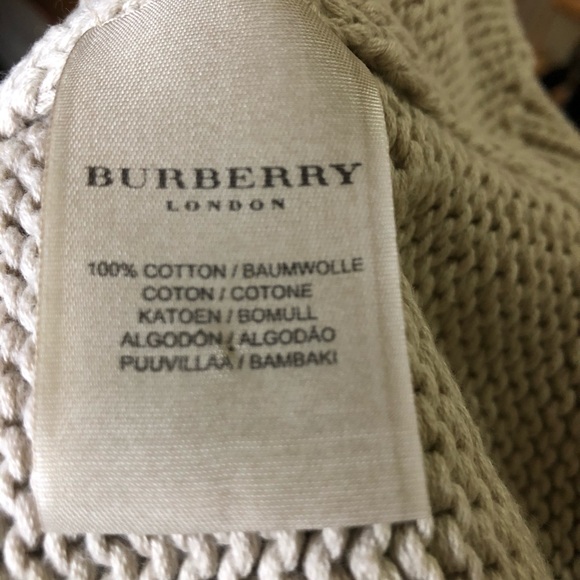 BURBERRY
LONDON
100% COTTON / BAUMWOLLE
COTON / COTONE
KATOEN / BOMULL
ALGODÓN / ALGODÃO
PUUVILLAA / BAMBAKI